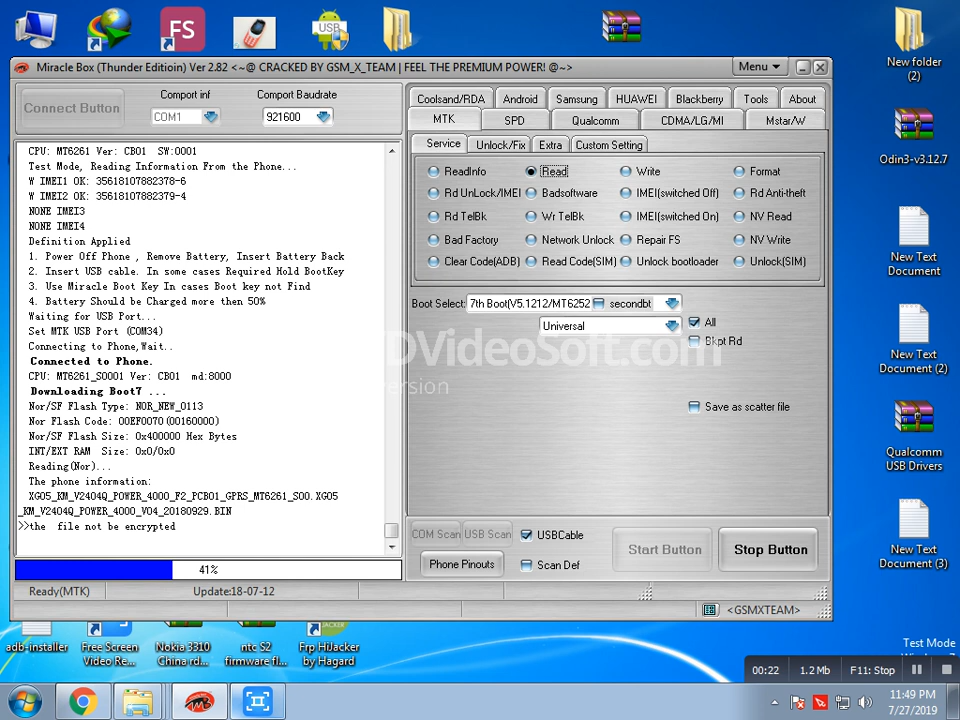 FS
USB
New folder
(2)
Odin3-v3.12.7
New Text
Document
New Text
Document (2)
Qualcomm
USB Drivers
New Text
Document (3)
Miracle Box (Thunder Editioin) Ver 2.82 <~@ CRACKED BY GSM_X_TEAM | FEEL THE PREMIUM POWER! @~>
Menu
Connect Button
Comport inf
COM1
Comport Baudrate
921600
Coolsand/RDA Android Samsung HUAWEI Blackberry Tools About
MTK SPD Qualcomm CDMA/LG/MI Mstar/W
Service Unlock/Fix Extra Custom Setting
ReadInfo Read Write Format
Rd UnLock/IMEI Badsoftware IMEI(switched Off) Rd Anti-theft
Rd TelBk Wr TelBk IMEI(switched On) NV Read
Bad Factory Network Unlock Repair FS NV Write
Clear Code(ADB) Read Code(SIM) Unlock bootloader Unlock(SIM)
Boot Select: 7th Boot(V5.1212/MT6252 secondbt
Universal
All
Bkpt Rd
Save as scatter file
DVideoSoft.com
ersion
CPU: MT6261 Ver: CB01 SW:0001
Test Mode, Reading Information From the Phone...
W IMEI1 OK: 35618107882378-6
W IMEI2 OK: 35618107882379-4
NONE IMEI3
NONE IMEI4
Definition Applied
1. Power Off Phone , Remove Battery, Insert Battery Back
2. Insert USB cable. In some cases Required Hold BootKey
3. Use Miracle Boot Key In cases Boot key not Find
4. Battery Should be Charged more then 50%
Waiting for USB Port...
Set MTK USB Port (COM34)
Connecting to Phone,Wait..
Connected to Phone.
CPU: MT6261_S0001 Ver: CB01 md:8000
Downloading Boot7 ...
Nor/SF Flash Type: NOR_NEW_0113
Nor Flash Code: 00EF0070(00160000)
Nor/SF Flash Size: 0x400000 Hex Bytes
INT/EXT RAM Size: 0x0/0x0
Reading(Nor)...
The phone information:
XG05_KM_V2404Q_POWER_4000_F2_PCB01_GPRS_MT6261_S00.XG05
_KM_V2404Q_POWER_4000_V04_20180929.BIN
>>the file not be encrypted
41%
COM Scan USB Scan USBCable
Phone Pinouts Scan Def
Start Button
Stop Button
Ready(MTK)
Update:18-07-12
<GSMXTEAM>
adb-installer
Free Screen
Video Re...
Nokia 3310
China rd...
ntc S2
firmware fl...
JACKER
Frp HiJacker
by Hagard
Test Mode
00:22 1.2 Mb F11: Stop
11:49 PM
7/27/2019